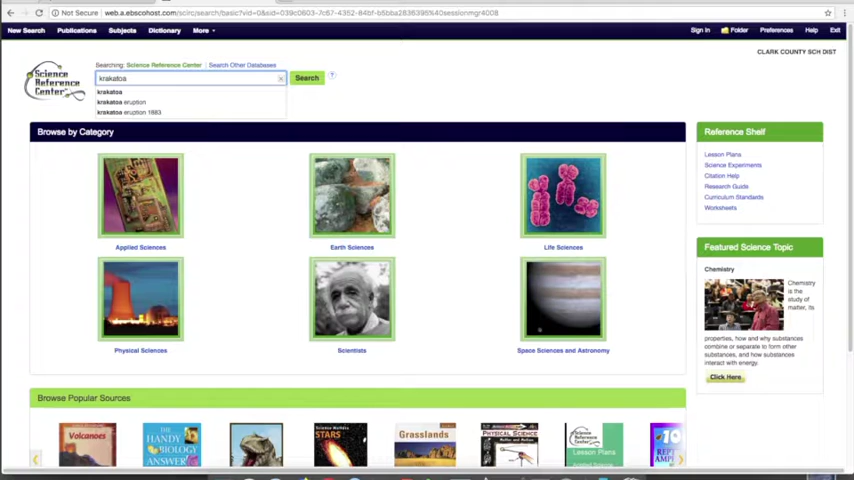 Not Secure
web.a.ebscohost.com/scirc/search/basic?vid=0&sid=039c0603-7c67-4352-84bf-b5bba2636395%40sessionmgr4008
New Search Publications Subjects Dictionary More
Sign In Folder Preferences Help Exit
CLARK COUNTY SCH DIST
Science Reference Center
Searching: Science Reference Center Search Other Databases
krakatoa
Search
krakatoa
krakatoa eruption
krakatoa eruption 1883
Browse by Category
Applied Sciences
Earth Sciences
Life Sciences
Physical Sciences
Scientists
Space Sciences and Astronomy
Reference Shelf
Lesson Plans
Science Experiments
Citation Help
Research Guide
Curriculum Standards
Worksheets
Featured Science Topic
Chemistry
Chemistry
is the
study of
matter, its
properties, how and why substances
combine or separate to form other
substances, and how substances
interact with energy.
Click Here
Browse Popular Sources
Volcanoes
THE
HANDY
BIOLOGY
ANSWER
Science Matters
STARS
Grasslands
PHYSICAL SCIENCE
Science Reference Center
Lesson Plans
Applied Science